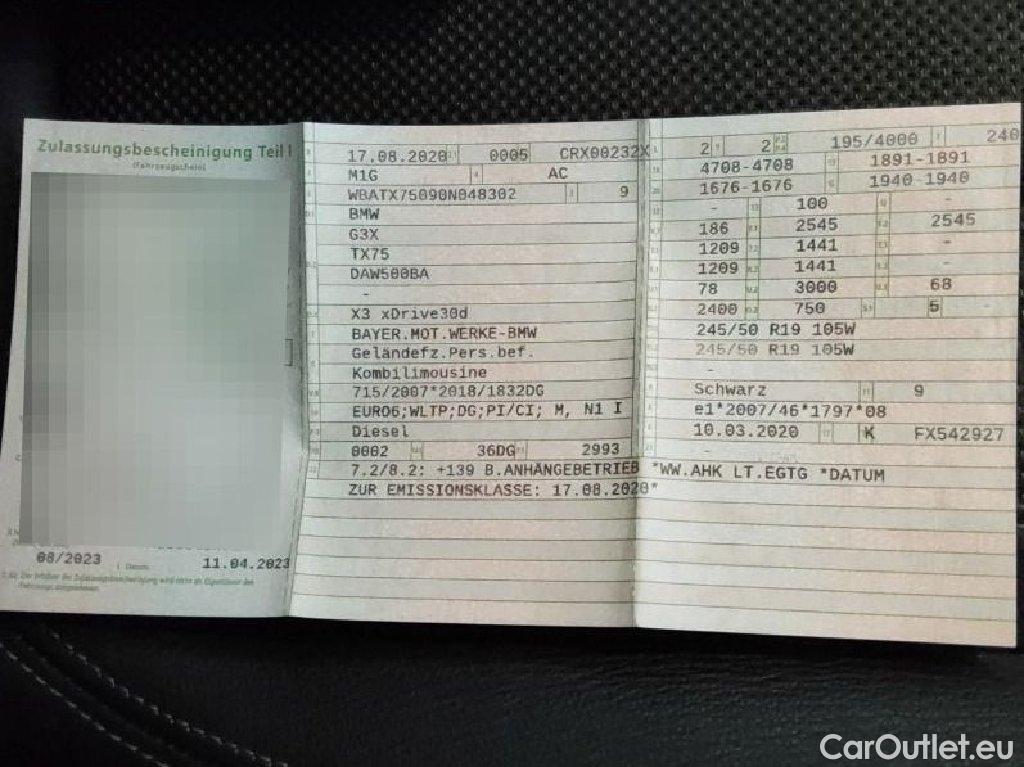 Zulassungsbescheinigung Teil I
(Fahrzeugschein)
08/2023
11.04.2023
17.08.2020 0005 CRX00232X
M1G AC
WBATX75090N048302 9
BMW
G3X
TX75
DAW500BA
-
X3 xDrive30d
BAYER.MOT.WERKE-BMW
Geländefz.Pers.bef.
Kombilimousine
715/2007*2018/1832DG
EURO6;WLTP;DG;PI/CI; M, N1 I
Diesel
0002 36DG 2993
7.2/8.2: +139 B.ANHÄNGEBETRIEB *WW.AHK LT.EGTG *DATUM
ZUR EMISSIONSKLASSE: 17.08.2020*
2 2 195/4000 240
4708-4708 1891-1891
1676-1676 1940-1940
- 100 -
186 2545 2545
1209 1441 -
1209 1441 -
78 3000 68
2400 750 5 -
245/50 R19 105W
245/50 R19 105W
-
Schwarz 9
e1*2007/46*1797*08
10.03.2020 K FX542927
CarOutlet.eu